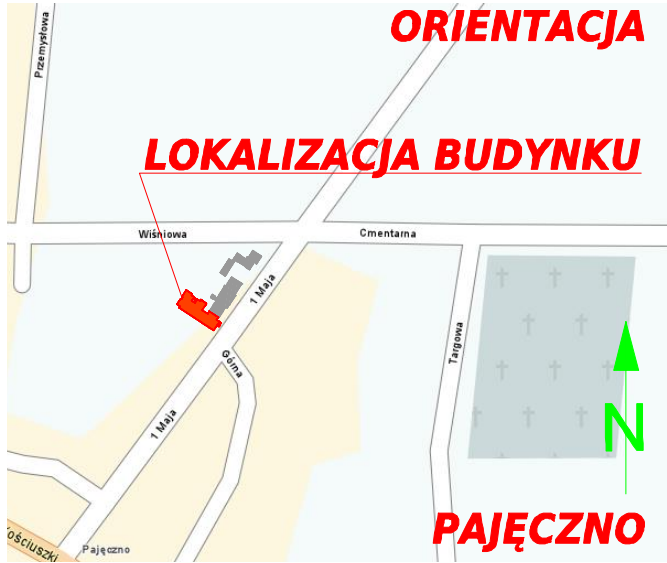 ORIENTACJA
Przemysłowa
LOKALIZACJA BUDYNKU
Wiśniowa
Cmentarna
1 Maja
Targowa
Górna
1 Maja
N
Kościuszki
Pajęczno
PAJĘCZNO